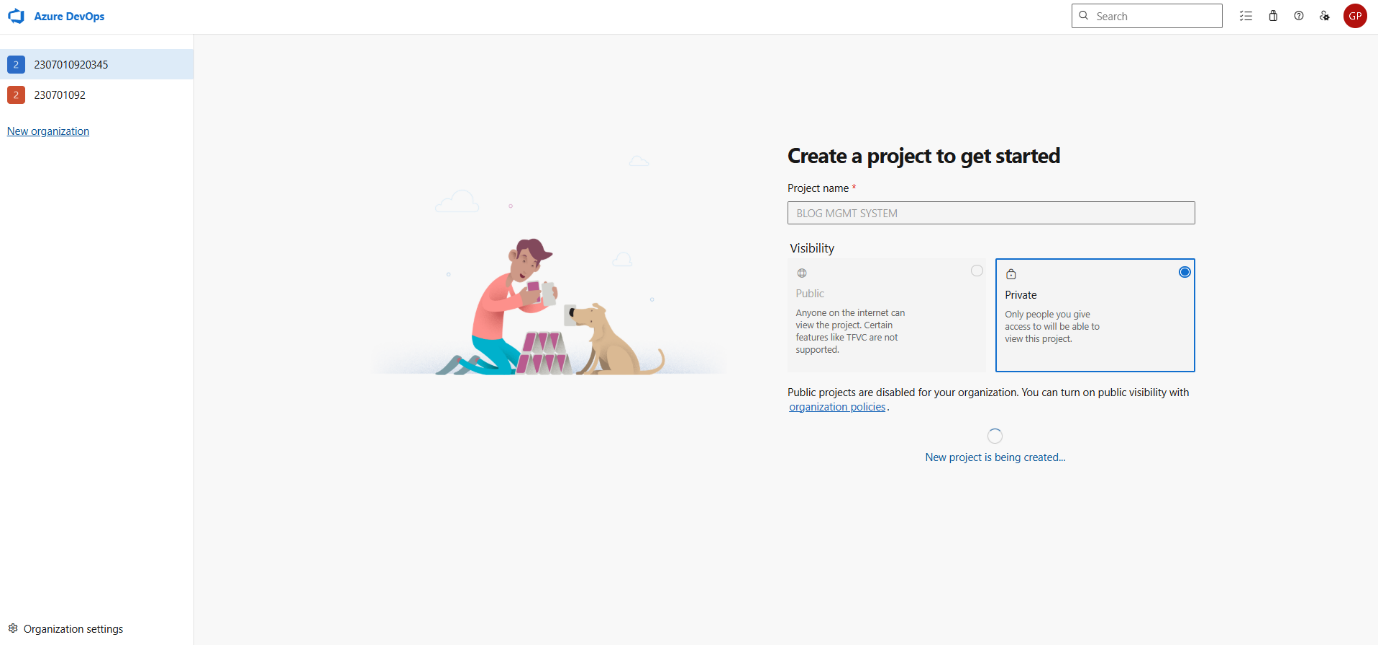 Azure DevOps
Search
GP
2 2307010920345
2 230701092
New organization
Create a project to get started
Project name *
BLOG MGMT SYSTEM
Visibility
Public
Anyone on the internet can
view the project. Certain
features like TFVC are not
supported.
Private
Only people you give
access to will be able to
view this project.
Public projects are disabled for your organization. You can turn on public visibility with
organization policies.
New project is being created...
Organization settings